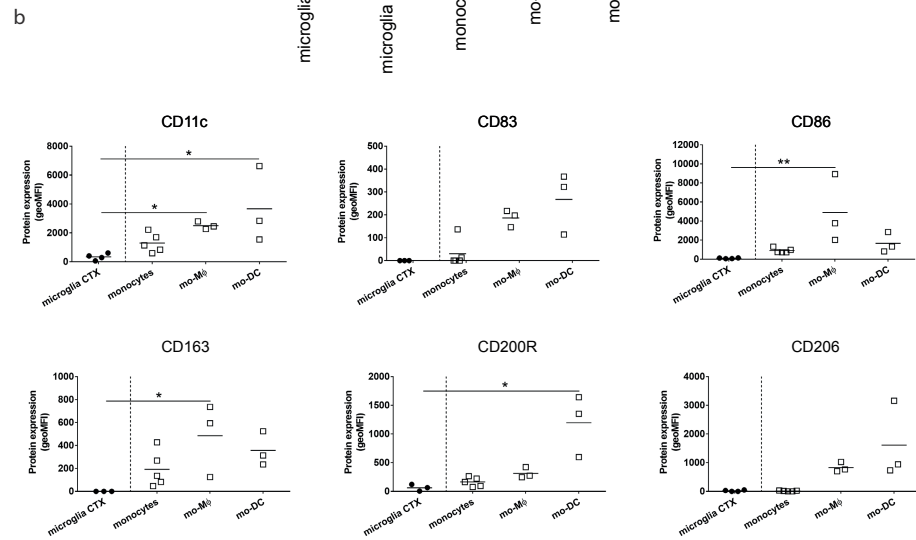 b
microglia
microglia
monoc
mo-
mo
CD11c
Protein expression
(geoMFI)
8000
6000
4000
2000
0
*
*
microglia CTX
monocytes
mo-Mϕ
mo-DC
CD83
Protein expression
(geoMFI)
500
400
300
200
100
0
microglia CTX
monocytes
mo-Mϕ
mo-DC
CD86
Protein expression
(geoMFI)
12000
10000
8000
6000
4000
2000
0
**
microglia CTX
monocytes
mo-Mϕ
mo-DC
CD163
Protein expression
(geoMFI)
1000
800
600
400
200
0
*
microglia CTX
monocytes
mo-Mϕ
mo-DC
CD200R
Protein expression
(geoMFI)
2000
1500
1000
500
0
*
microglia CTX
monocytes
mo-Mϕ
mo-DC
CD206
Protein expression
(geoMFI)
4000
3000
2000
1000
0
microglia CTX
monocytes
mo-Mϕ
mo-DC